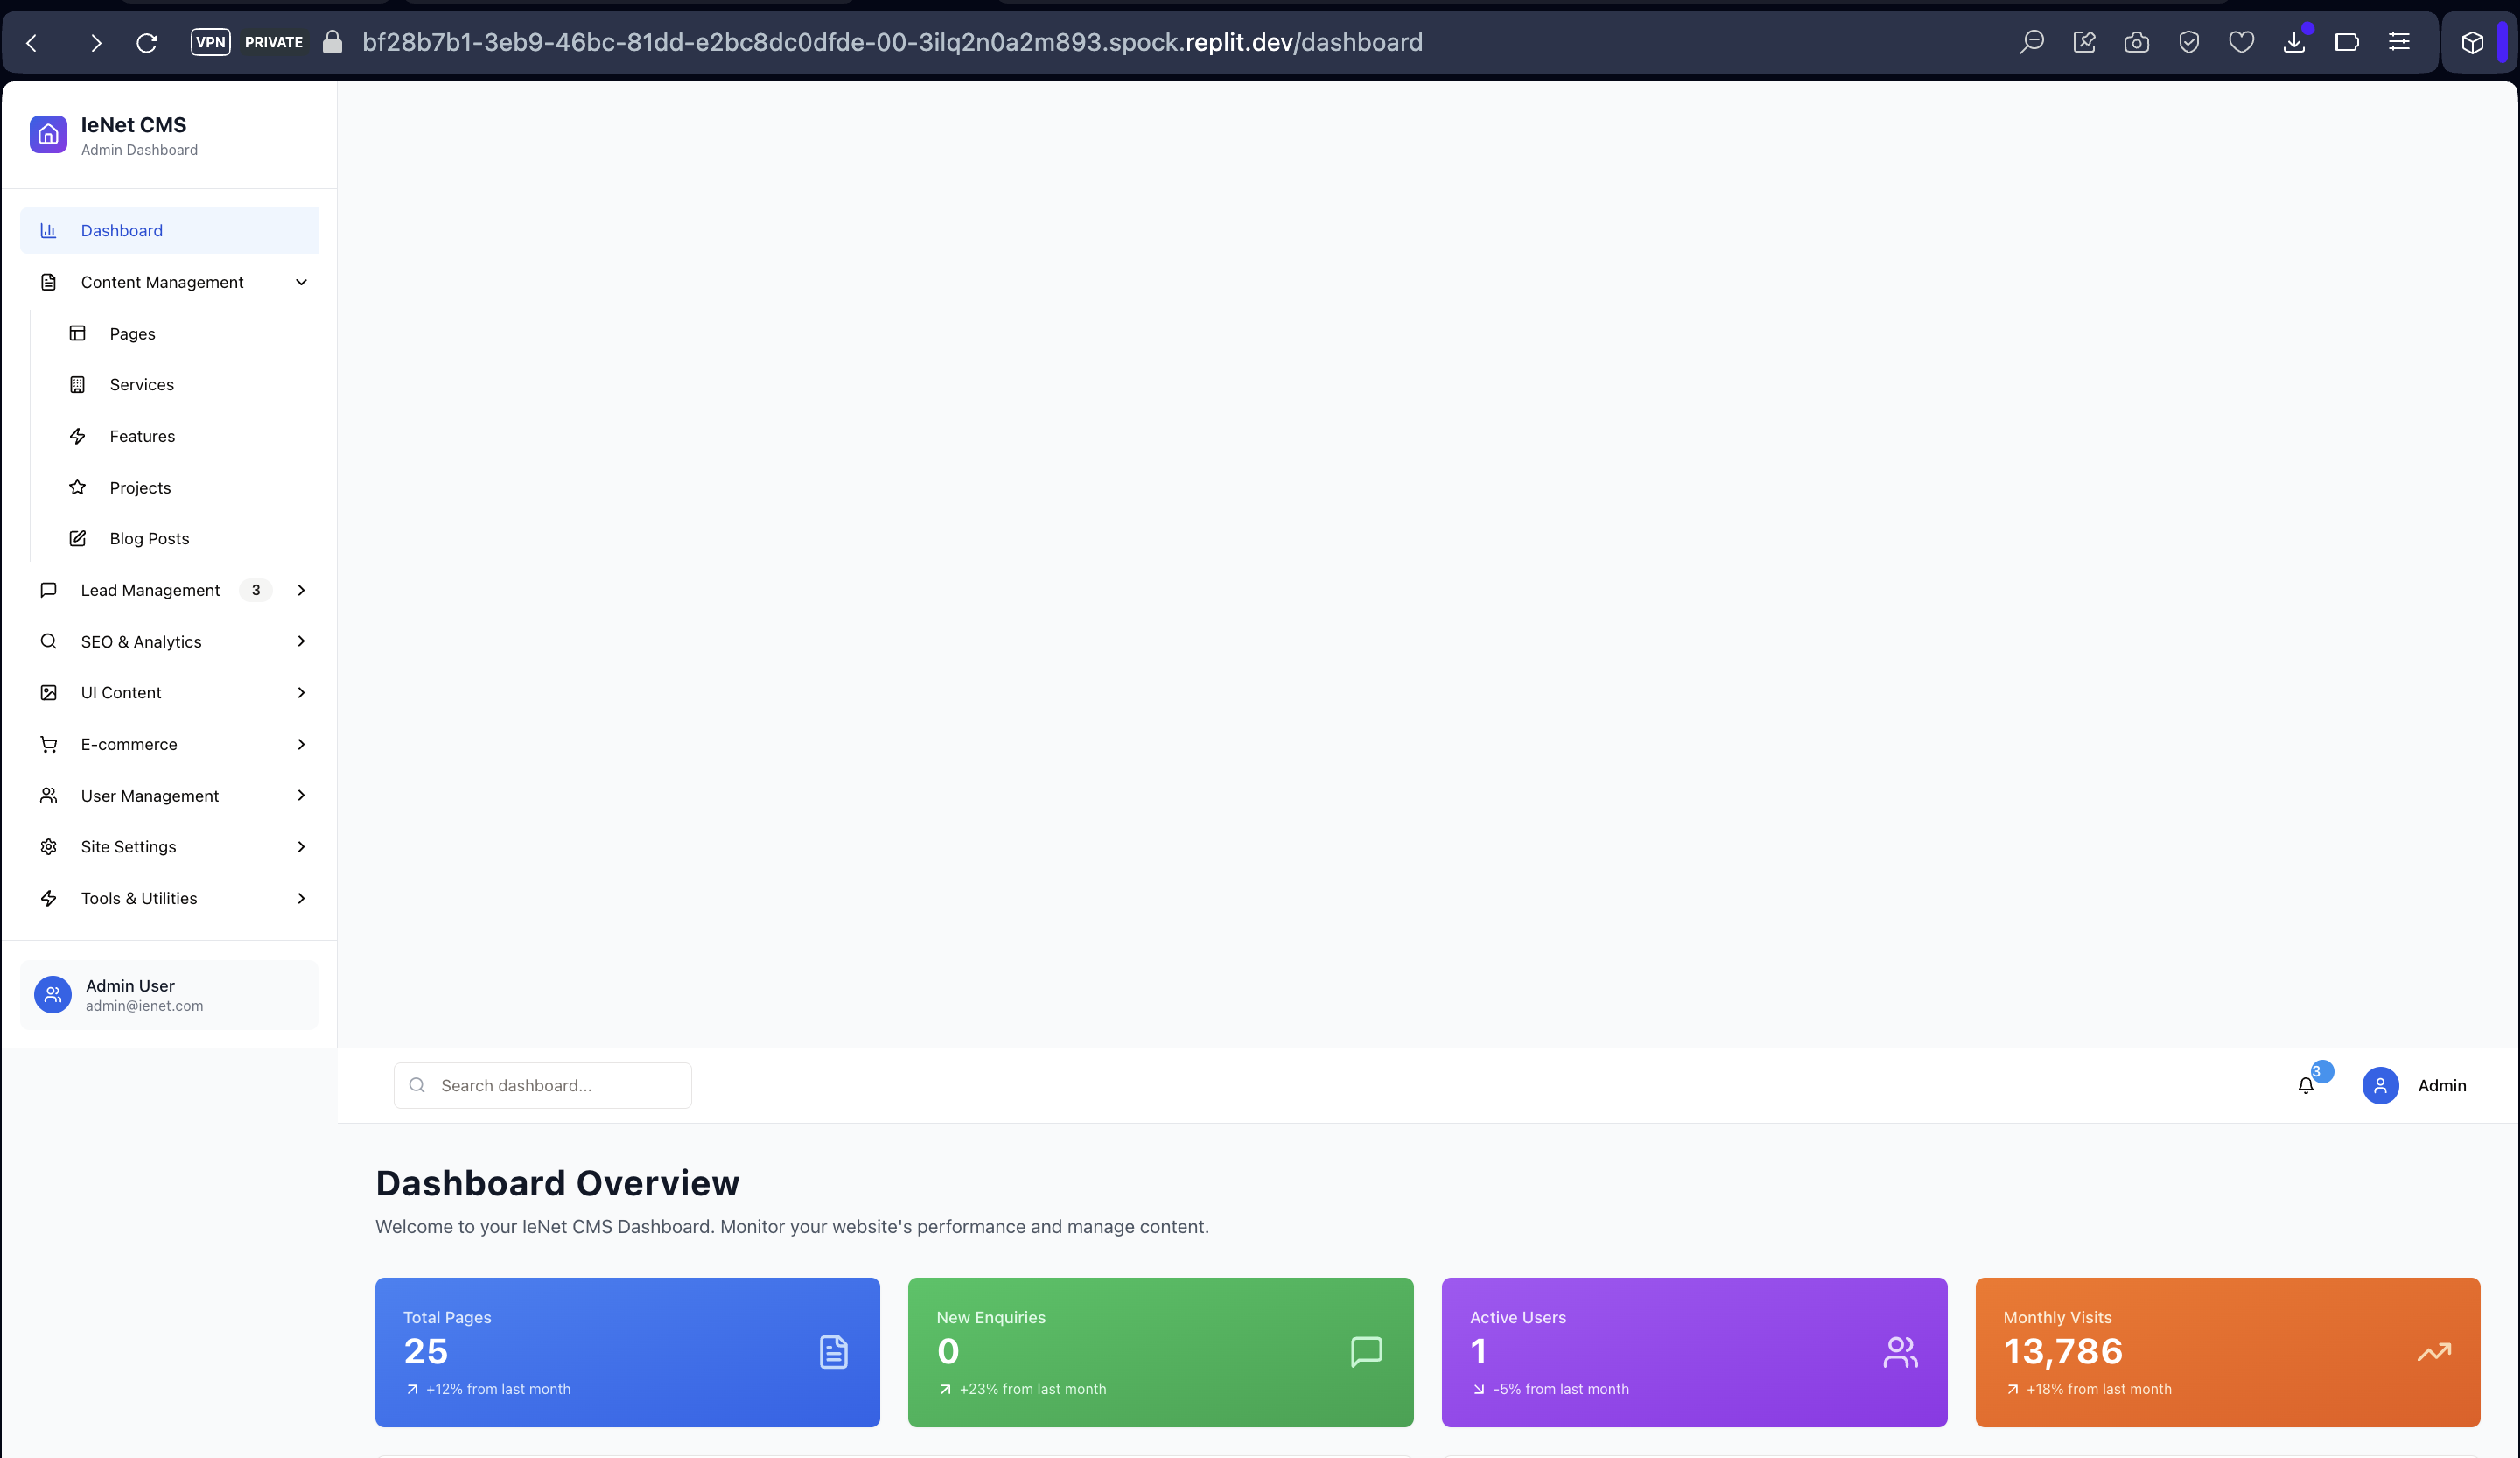 VPN PRIVATE bf28b7b1-3eb9-46bc-81dd-e2bc8dc0dfde-00-3ilq2n0a2m893.spock.replit.dev/dashboard
IeNet CMS
Admin Dashboard
Dashboard
Content Management
Pages
Services
Features
Projects
Blog Posts
Lead Management 3
SEO & Analytics
UI Content
E-commerce
User Management
Site Settings
Tools & Utilities
Admin User
admin@ienet.com
Search dashboard...
3
Admin
Dashboard Overview
Welcome to your IeNet CMS Dashboard. Monitor your website's performance and manage content.
Total Pages
25
+12% from last month
New Enquiries
0
+23% from last month
Active Users
1
-5% from last month
Monthly Visits
13,786
+18% from last month